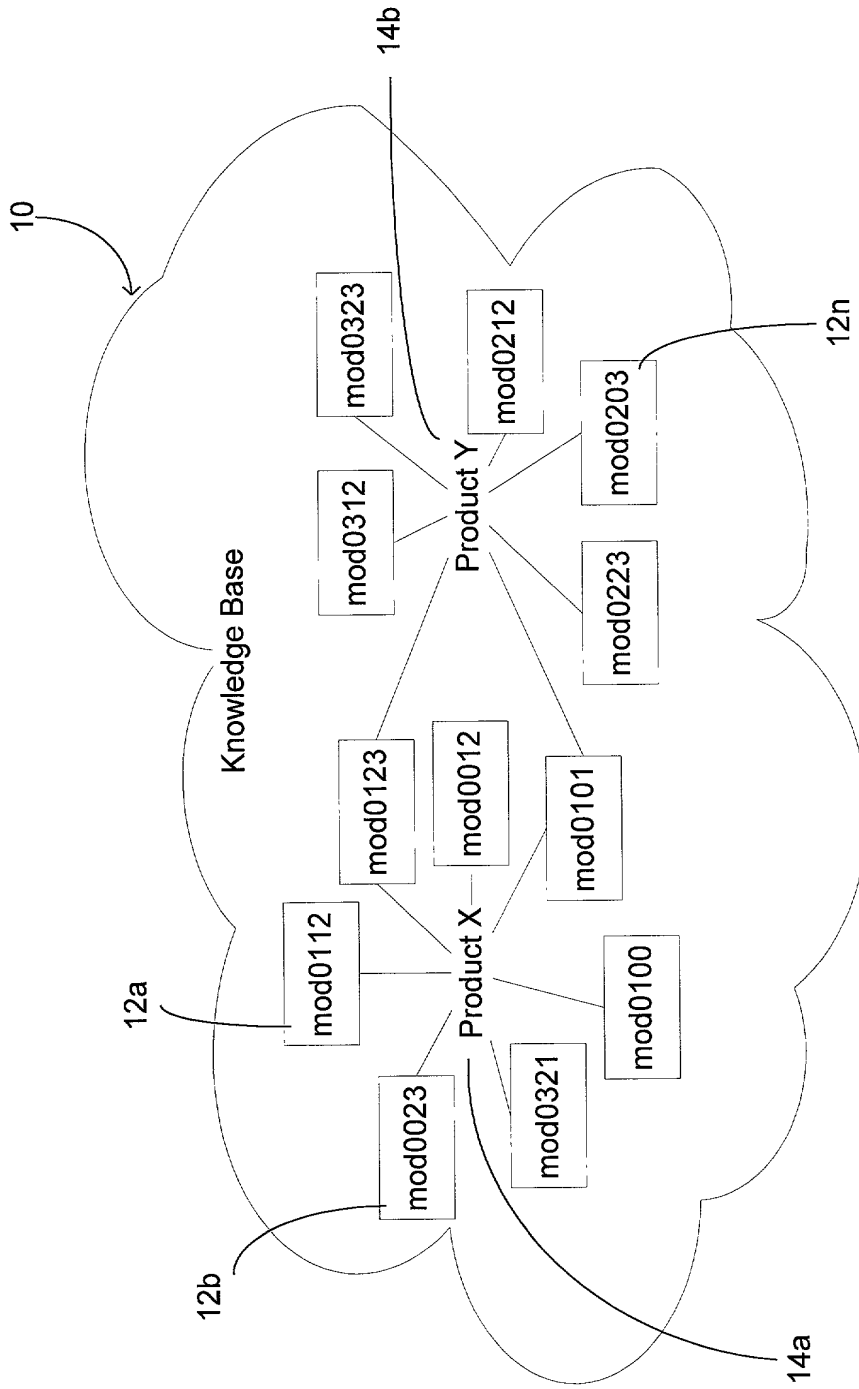 10
Knowledge Base
14b
12a
12b
mod0112
mod0023
mod0123
mod0312
mod0323
mod0012
Product X
Product Y
mod0212
mod0321
mod0100
mod0101
mod0223
mod0203
14a
12n